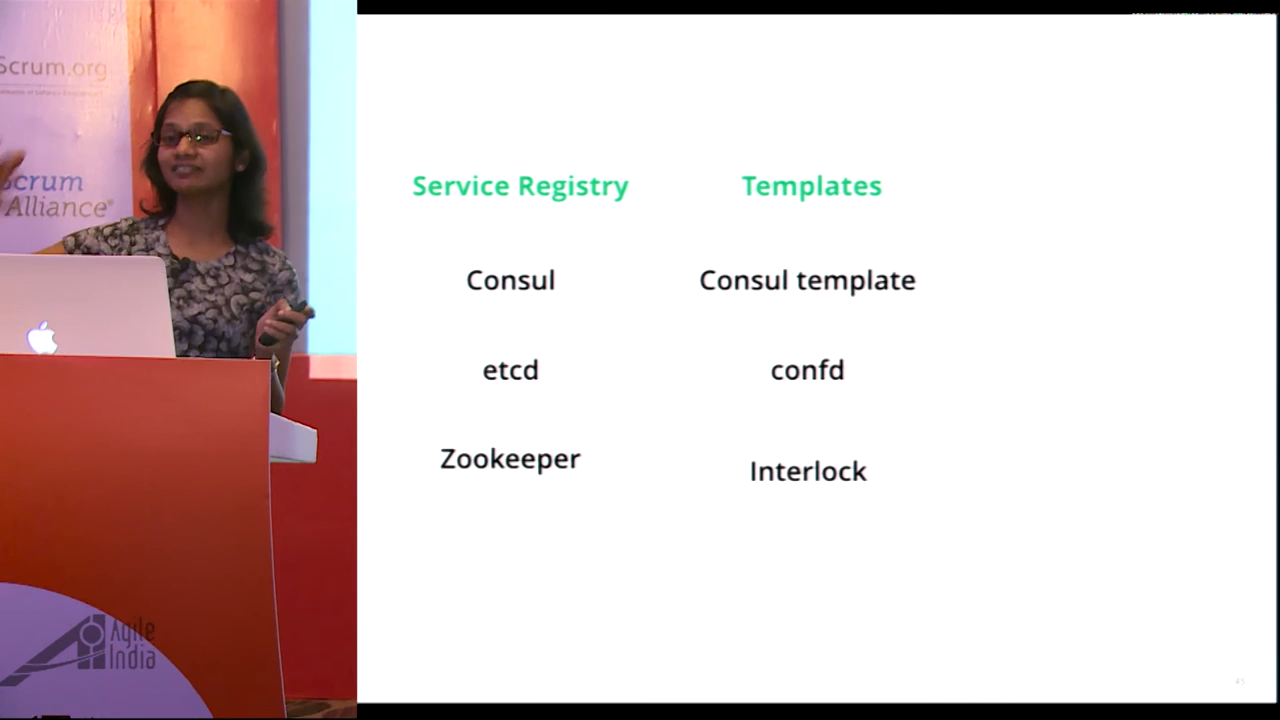 Scrum.org
Scrum
Alliance®
Agile
India
Service Registry
Templates
Consul
Consul template
etcd
confd
Zookeeper
Interlock